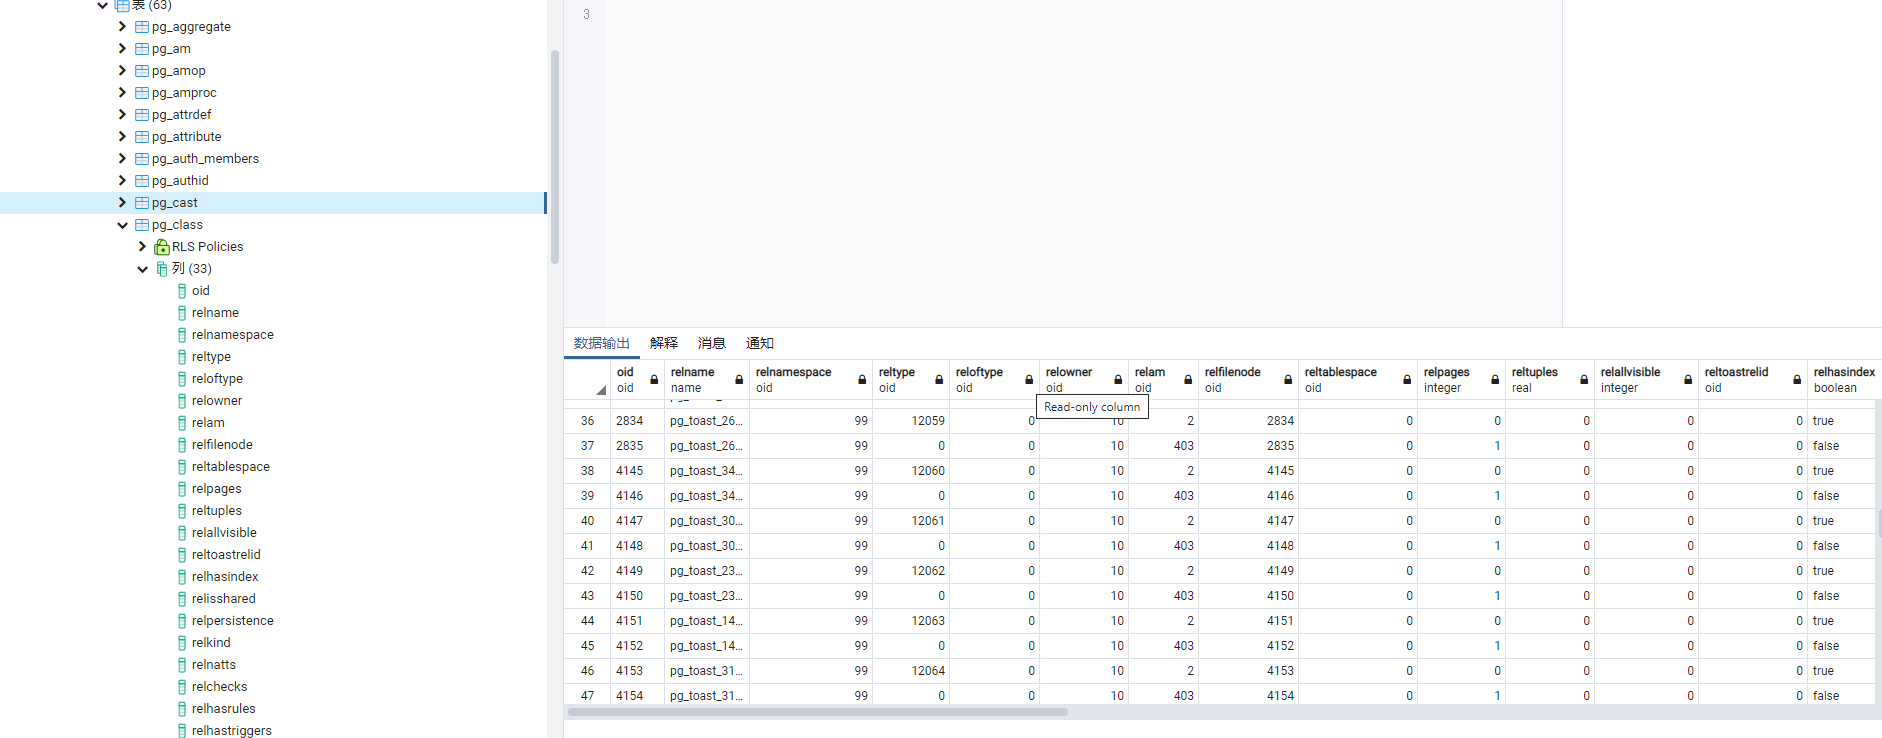 表 (63)
pg_aggregate
pg_am
pg_amop
pg_amproc
pg_attrdef
pg_attribute
pg_auth_members
pg_authid
pg_cast
pg_class
RLS Policies
列 (33)
oid
relname
relnamespace
reltype
reloftype
relowner
relam
relfilenode
reltablespace
relpages
reltuples
relallvisible
reltoastrelid
relhasindex
relisshared
relpersistence
relkind
relnatts
relchecks
relhasrules
relhastriggers
3
数据输出 解释 消息 通知
oid relname relnamespace reltype reloftype relowner relam relfilenode reltablespace relpages reltuples relallvisible reltoastrelid relhasindex
oid name oid oid oid oid oid oid oid integer real integer oid boolean
Read-only column
36 2834 pg_toast_26... 99 12059 0 10 2 2834 0 0 0 0 0 true
37 2835 pg_toast_26... 99 0 0 10 403 2835 0 1 0 0 0 false
38 4145 pg_toast_34... 99 12060 0 10 2 4145 0 0 0 0 0 true
39 4146 pg_toast_34... 99 0 0 10 403 4146 0 1 0 0 0 false
40 4147 pg_toast_30... 99 12061 0 10 2 4147 0 0 0 0 0 true
41 4148 pg_toast_30... 99 0 0 10 403 4148 0 1 0 0 0 false
42 4149 pg_toast_23... 99 12062 0 10 2 4149 0 0 0 0 0 true
43 4150 pg_toast_23... 99 0 0 10 403 4150 0 1 0 0 0 false
44 4151 pg_toast_14... 99 12063 0 10 2 4151 0 0 0 0 0 true
45 4152 pg_toast_14... 99 0 0 10 403 4152 0 1 0 0 0 false
46 4153 pg_toast_31... 99 12064 0 10 2 4153 0 0 0 0 0 true
47 4154 pg_toast_31... 99 0 0 10 403 4154 0 1 0 0 0 false